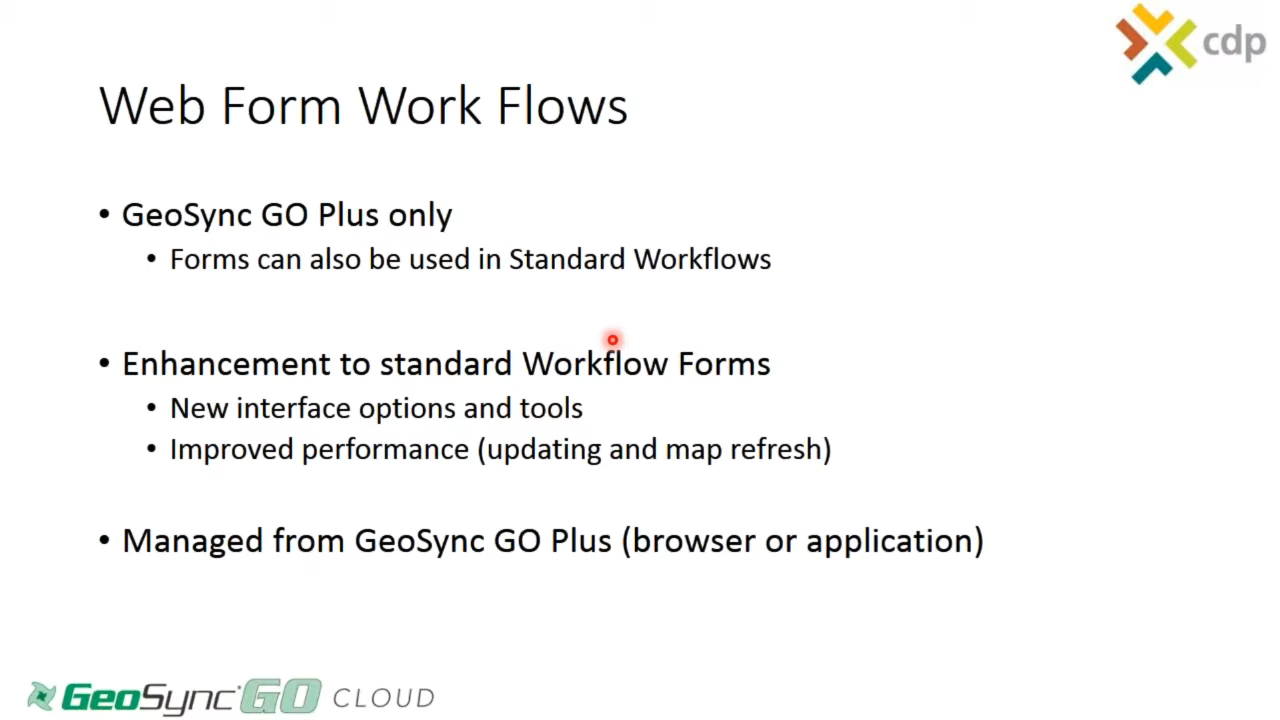 cdp
Web Form Work Flows
• GeoSync GO Plus only
• Forms can also be used in Standard Workflows
• Enhancement to standard Workflow Forms
• New interface options and tools
• Improved performance (updating and map refresh)
• Managed from GeoSync GO Plus (browser or application)
GeoSync GO CLOUD